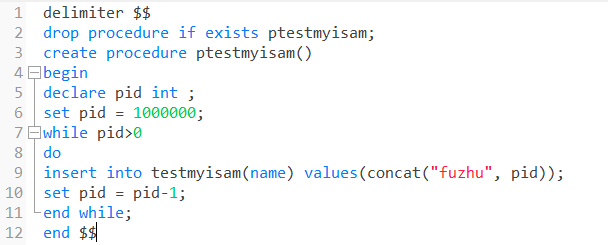 1 delimiter $$
2 drop procedure if exists ptestmyisam;
3 create procedure ptestmyisam()
4 begin
5 declare pid int ;
6 set pid = 1000000;
7 while pid>0
8 do
9 insert into testmyisam(name) values(concat("fuzhu", pid));
10 set pid = pid-1;
11 end while;
12 end $$